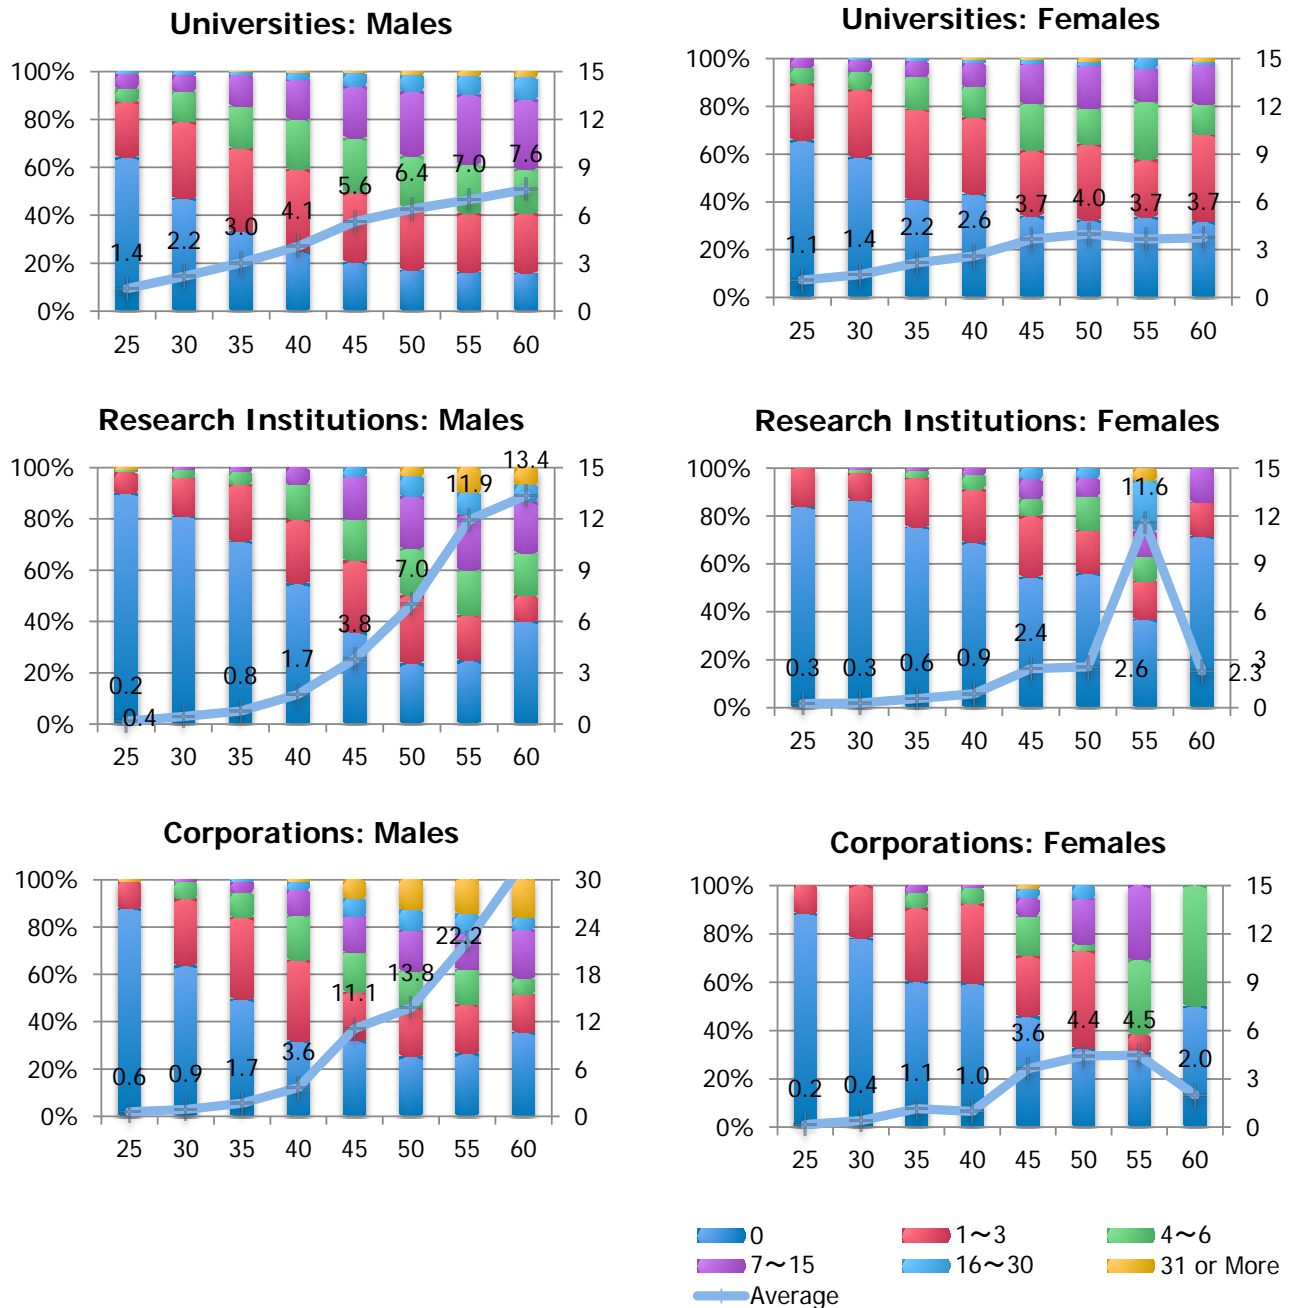 Universities: Males
100% 15
80% 12
60% 9
40% 6
20% 3
0% 0
1.4 2.2 3.0 4.1 5.6 6.4 7.0 7.6
25 30 35 40 45 50 55 60
Universities: Females
100% 15
80% 12
60% 9
40% 6
20% 3
0% 0
1.1 1.4 2.2 2.6 3.7 4.0 3.7 3.7
25 30 35 40 45 50 55 60
Research Institutions: Males
100% 15
80% 12
60% 9
40% 6
20% 3
0% 0
0.2 0.4 0.8 1.7 3.8 7.0 11.9 13.4
25 30 35 40 45 50 55 60
Research Institutions: Females
100% 15
80% 12
60% 9
40% 6
20% 3
0% 0
0.3 0.3 0.6 0.9 2.4 2.6 11.6 2.3
25 30 35 40 45 50 55 60
Corporations: Males
100% 30
80% 24
60% 18
40% 12
20% 6
0% 0
0.6 0.9 1.7 3.6 11.1 13.8 22.2
25 30 35 40 45 50 55 60
Corporations: Females
100% 15
80% 12
60% 9
40% 6
20% 3
0% 0
0.2 0.4 1.1 1.0 3.6 4.4 4.5 2.0
25 30 35 40 45 50 55 60
0 1～3 4～6
7～15 16～30 31 or More
Average